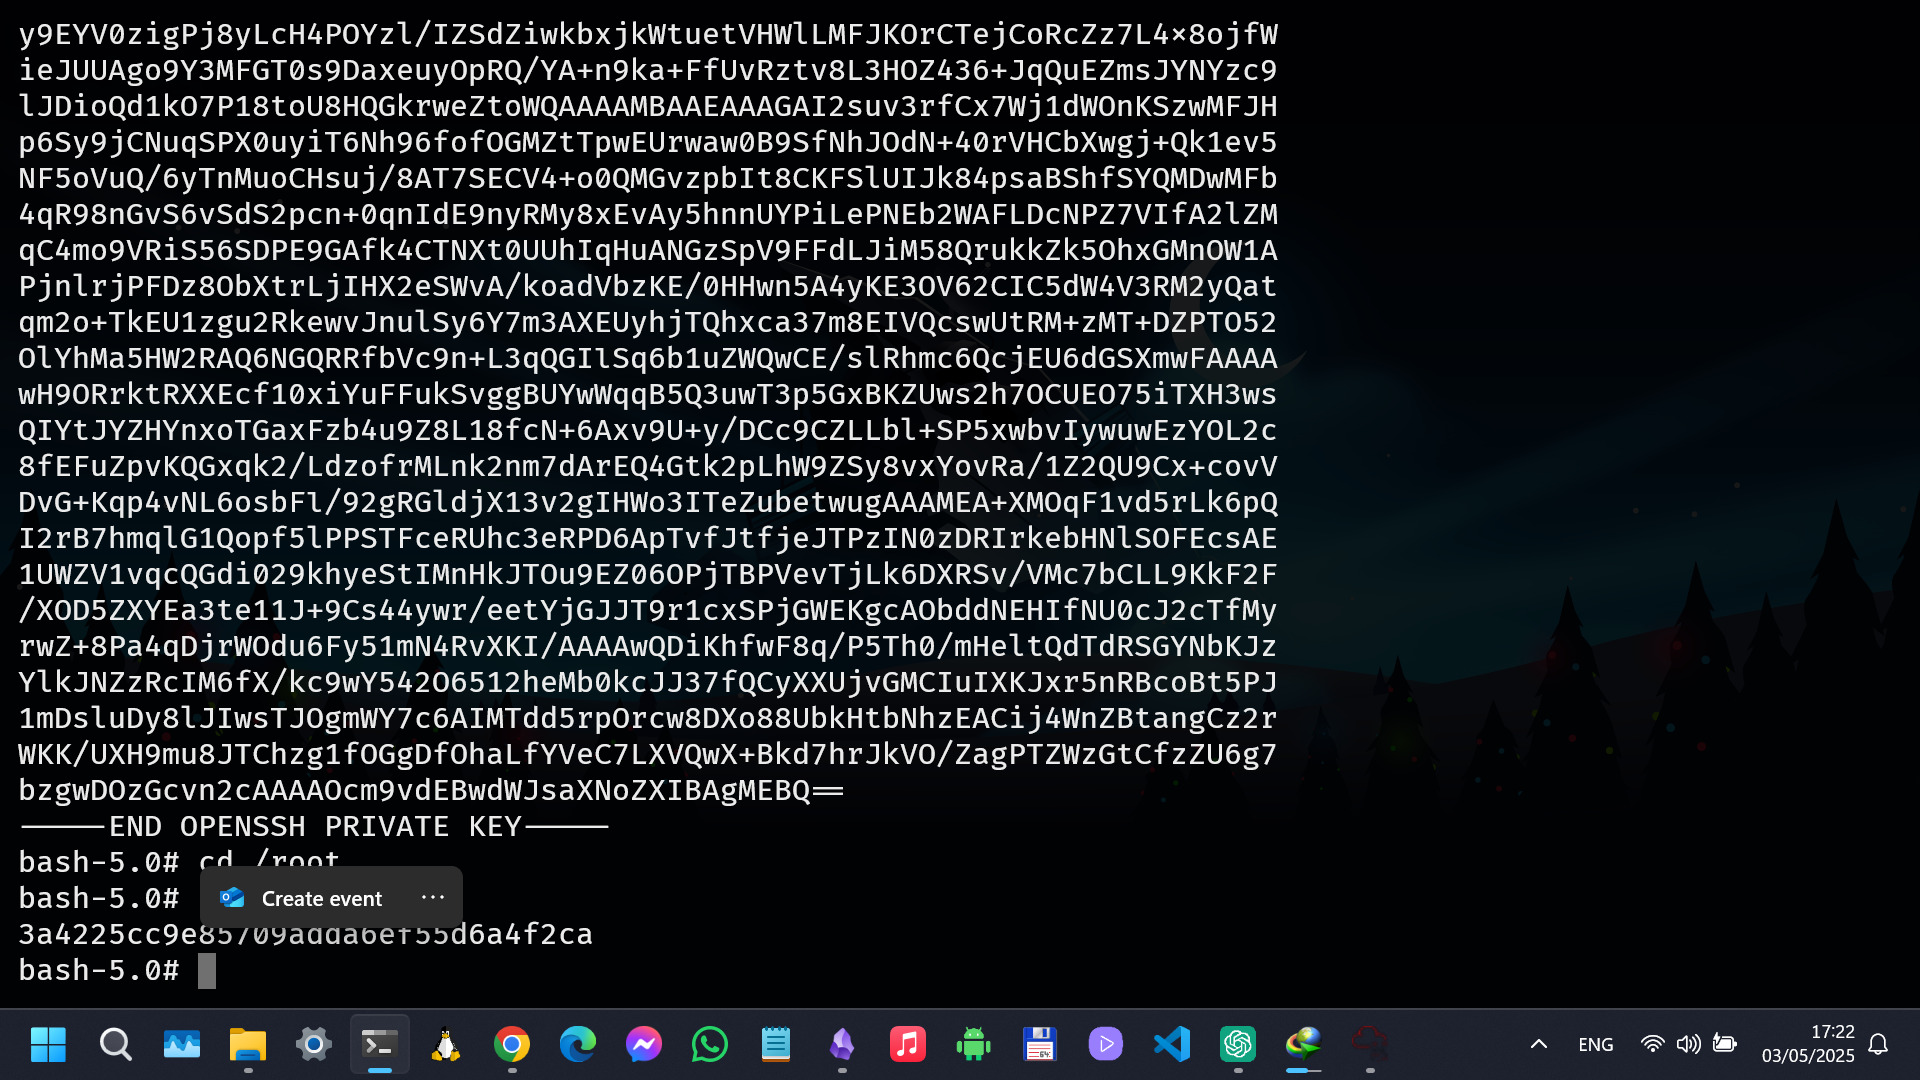 y9EYV0zigPj8yLcH4POYzl/IZSdZiwkbxjkWtuetVHWlLMFJKOrCTejCoRcZz7L4×8ojfW
ieJUUAgo9Y3MFGT0s9DaxeuyOpRQ/YA+n9ka+FfUvRztv8L3HOZ436+JqQuEZmsJYNYzc9
lJDioQd1kO7P18toU8HQGkrweZtoWQAAAAMBAAEAAAGAI2suv3rfCx7Wj1dWOnKSzwMFJH
p6Sy9jCNuqSPX0uyiT6Nh96fofOGMZtTpwEUrwaw0B9SfNhJOdN+40rVHCbXwgj+Qk1ev5
NF5oVuQ/6yTnMuoCHsuj/8AT7SECV4+o0QMGvzpbIt8CKFSlUIJk84psaBShfSYQMDwMFb
4qR98nGvS6vSdS2pcn+0qnIdE9nyRMy8xEvAy5hnnUYPiLePNEb2WAFLDcNPZ7VIfA2lZM
qC4mo9VRiS56SDPE9GAfk4CTNXt0UUhIqHuANGzSpV9FFdLJiM58QrukkZk5OhxGMnOW1A
PjnlrjPFDz8ObXtrLjIHX2eSWvA/koadVbzKE/0HHwn5A4yKE3OV62CIC5dW4V3RM2yQat
qm2o+TkEU1zgu2RkewvJnulSy6Y7m3AXEUyhjTQhxca37m8EIVQcswUtRM+zMT+DZPTO52
OlYhMa5HW2RAQ6NGQRRfbVc9n+L3qQGIlSq6b1uZWQwCE/slRhmc6QcjEU6dGSXmwFAAAA
wH9ORrktRXXEcf10xiYuFFukSvggBUYwWqqB5Q3uwT3p5GxBKZUws2h7OCUEO75iTXH3ws
QIYtJYZHYnxoTGaxFzb4u9Z8L18fcN+6Axv9U+y/DCc9CZLLbl+SP5xwbvIywuwEzYOL2c
8fEFuZpvKQGxqk2/LdzofrMLnk2nm7dArEQ4Gtk2pLhW9ZSy8vxYovRa/1Z2QU9Cx+covV
DvG+Kqp4vNL6osbFl/92gRGldjX13v2gIHWo3ITeZubetwugAAAMEA+XMOqF1vd5rLk6pQ
I2rB7hmqlG1Qopf5lPPSTFceRUhc3eRPD6ApTvfJtfjeJTPzIN0zDRIrkebHNlSOFEcsAE
1UWZV1vqcQGdi029khyeStIMnHkJTOu9EZ06OPjTBPVevTjLk6DXRSv/VMc7bCLL9KkF2F
/XOD5ZXYEa3te11J+9Cs44ywr/eetYjGJJT9r1cxSPjGWEKgcAObddNEHIfNU0cJ2cTfMy
rwZ+8Pa4qDjrWOdu6Fy51mN4RvXKI/AAAAwQDiKhfwF8q/P5Th0/mHeltQdTdRSGYNbKJz
YlkJNZzRcIM6fX/kc9wY542O6512heMb0kcJJ37fQCyXXUjvGMCIuIXKJxr5nRBcoBt5PJ
1mDsluDy8lJIwsTJOgmWY7c6AIMTdd5rpOrcw8DXo88UbkHtbNhzEACij4WnZBtangCz2r
WKK/UXH9mu8JTChzg1fOGgDfOhaLfYVeC7LXVQwX+Bkd7hrJkVO/ZagPTZWzGtCfzZU6g7
bzgwDOzGcvn2cAAAAOcm9vdEBwdWJsaXNoZXIBAgMEBQ==
-----END OPENSSH PRIVATE KEY-----
bash-5.0# cd /root
bash-5.0#
Create event ...
3a4225cc9e85709adda6ef55d6a4f2ca
bash-5.0#
ENG
17:22
03/05/2025